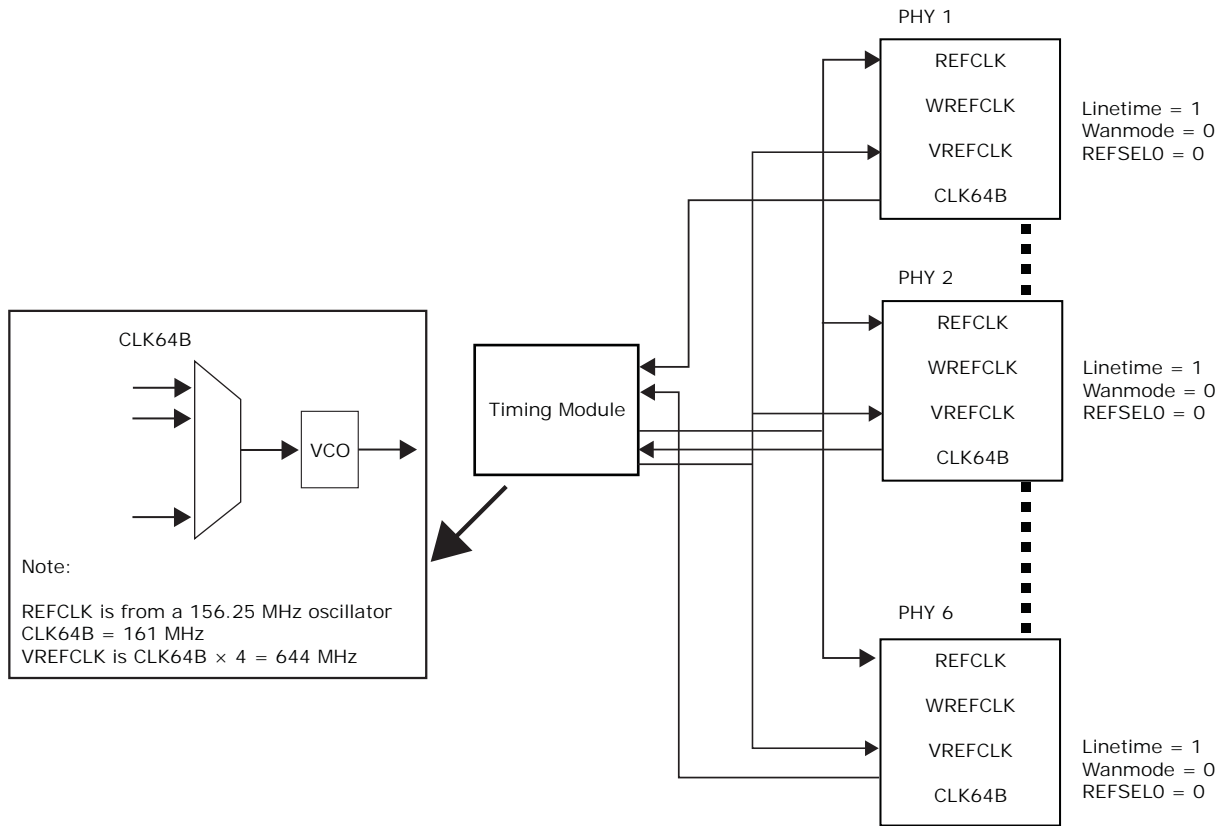 PHY 1
REFCLK
WREFCLK
VREFCLK
CLK64B
Linetime = 1
Wanmode = 0
REFSEL0 = 0
PHY 2
REFCLK
WREFCLK
VREFCLK
CLK64B
Linetime = 1
Wanmode = 0
REFSEL0 = 0
CLK64B
VCO
Timing Module
Note:
REFCLK is from a 156.25 MHz oscillator
CLK64B = 161 MHz
VREFCLK is CLK64B × 4 = 644 MHz
PHY 6
REFCLK
WREFCLK
VREFCLK
CLK64B
Linetime = 1
Wanmode = 0
REFSEL0 = 0